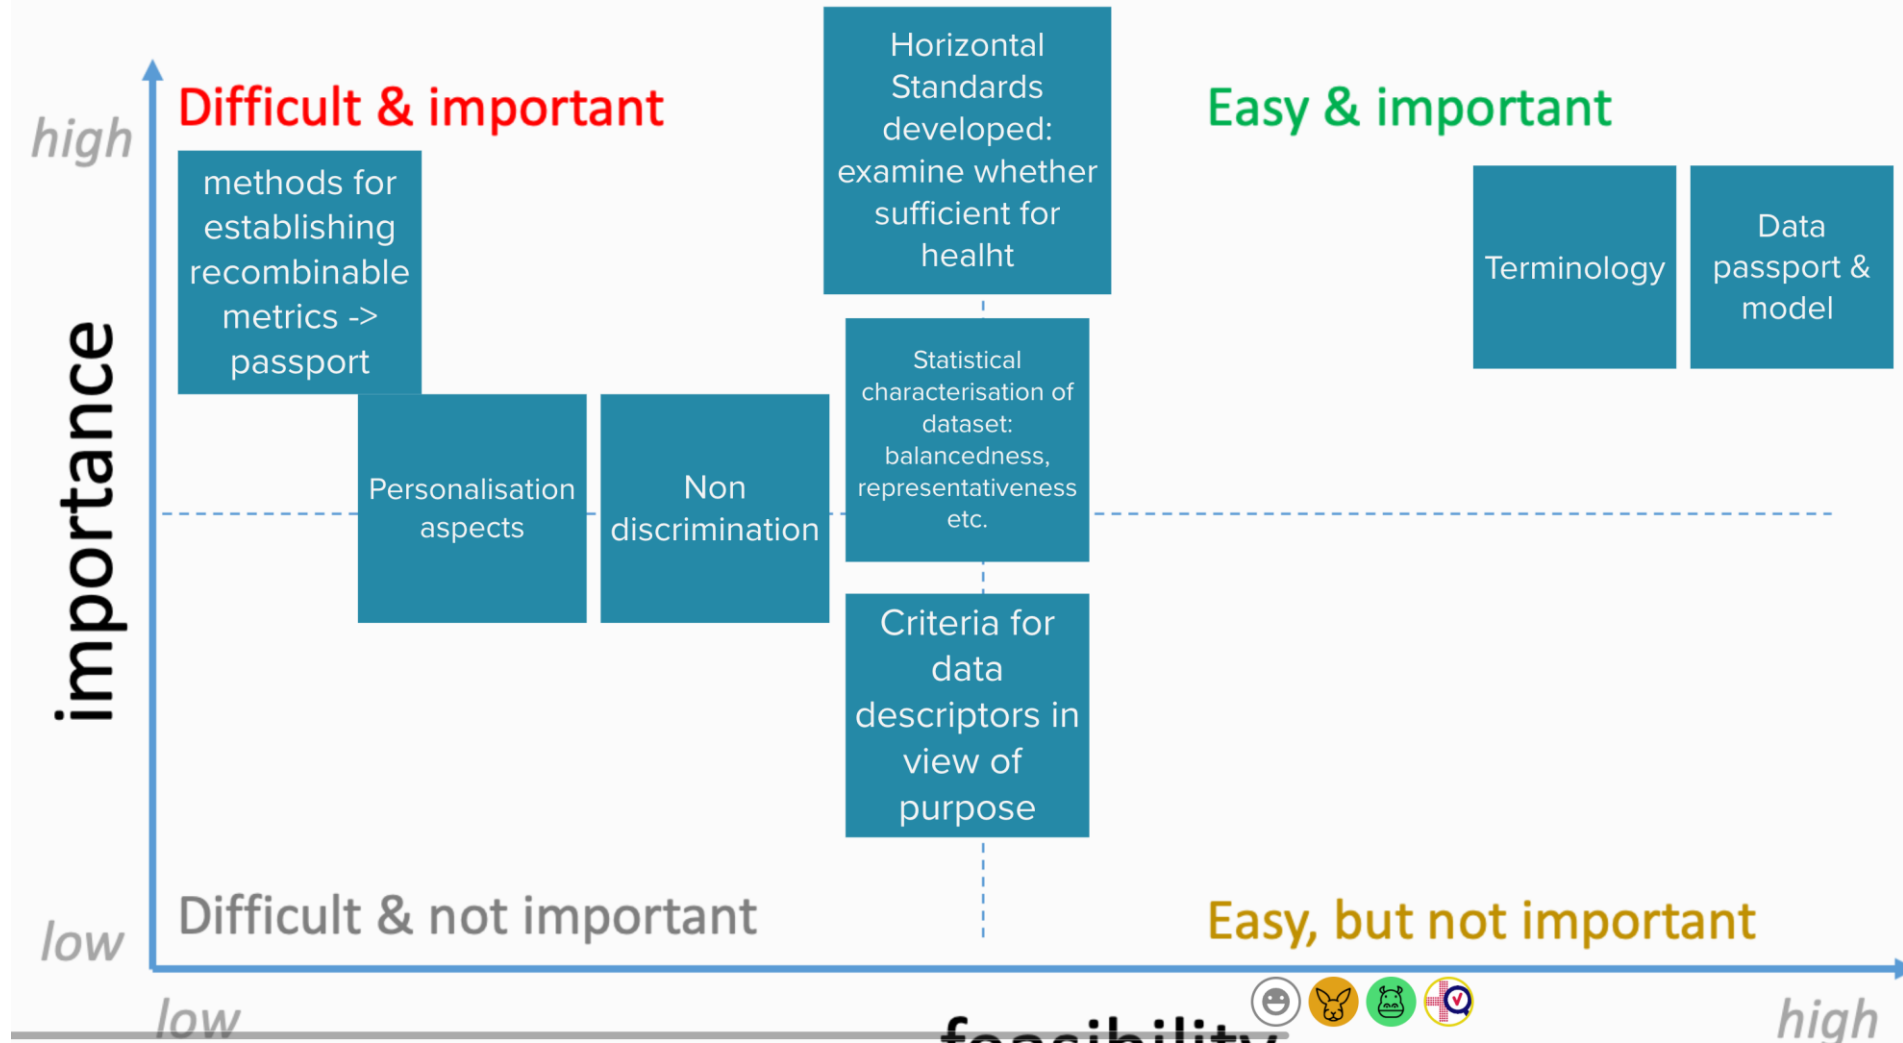 high
Difficult & important
Easy & important
Horizontal
Standards
developed:
examine whether
sufficient for
healht
methods for
establishing
recombinable
metrics ->
passport
Terminology
Data
passport &
model
importance
Statistical
characterisation of
dataset:
balancedness,
representativeness
etc.
Personalisation
aspects
Non
discrimination
Criteria for
data
descriptors in
view of
purpose
Difficult & not important
Easy, but not important
low
low
feasibility
high